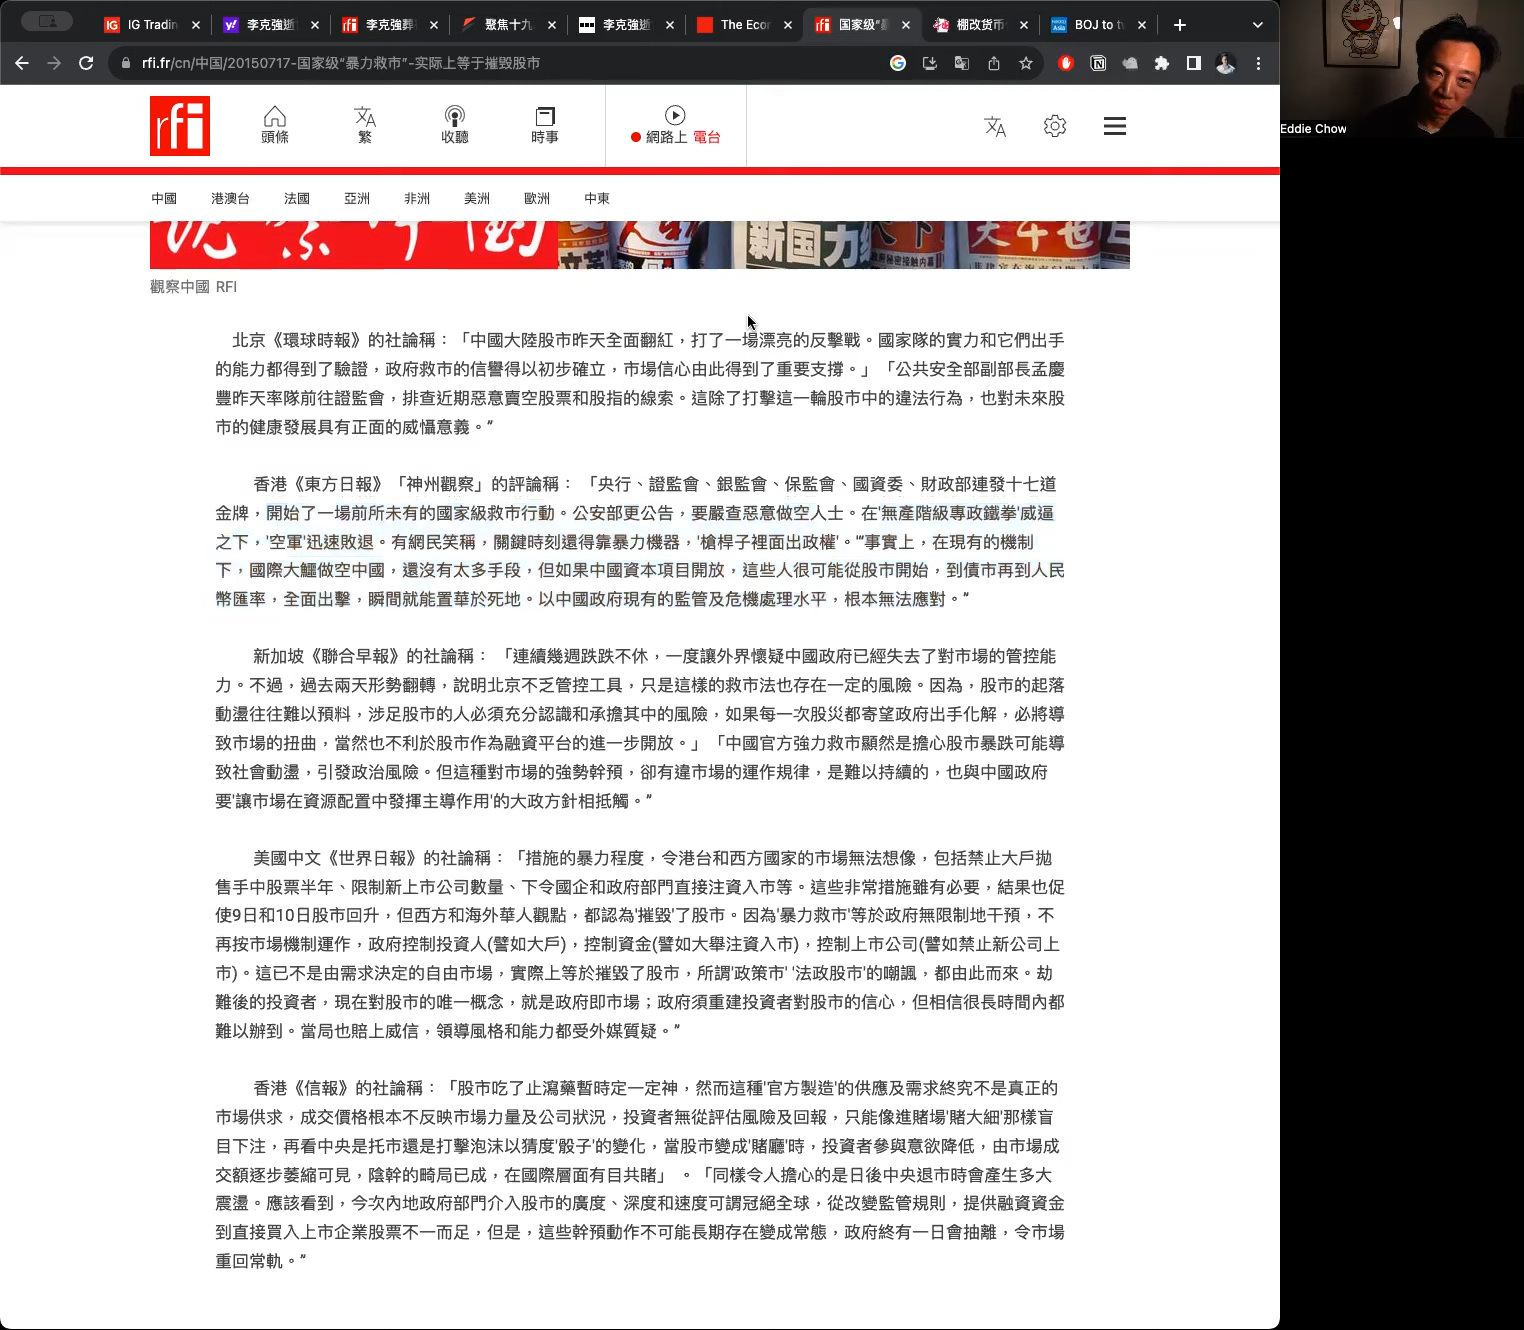 IG Tradin
李克強逝
李克強葬
聚焦十九
李克強逝
The Econ
国家级“暴
棚改货币
BOJ to tw
rfi.fr/cn/中国/20150717-国家级“暴力救市”-实际上等于摧毁股市
rfi
頭條
繁
收聽
時事
網路上 電台
中國
港澳台
法國
亞洲
非洲
美洲
歐洲
中東
新国力
觀察中國 RFI
北京《環球時報》的社論稱：「中國大陸股市昨天全面翻紅，打了一場漂亮的反擊戰。國家隊的實力和它們出手
的能力都得到了驗證，政府救市的信譽得以初步確立，市場信心由此得到了重要支撐。」「公共安全部副部長孟慶
豐昨天率隊前往證監會，排查近期惡意賣空股票和股指的線索。這除了打擊這一輪股市中的違法行為，也對未來股
市的健康發展具有正面的威懾意義。”
香港《東方日報》「神州觀察」的評論稱： 「央行、證監會、銀監會、保監會、國資委、財政部連發十七道
金牌，開始了一場前所未有的國家級救市行動。公安部更公告，要嚴查惡意做空人士。在'無產階級專政鐵拳'威逼
之下，'空軍'迅速敗退。有網民笑稱，關鍵時刻還得靠暴力機器，'槍桿子裡面出政權'。'“事實上，在現有的機制
下，國際大鱷做空中國，還沒有太多手段，但如果中國資本項目開放，這些人很可能從股市開始，到債市再到人民
幣匯率，全面出擊，瞬間就能置華於死地。以中國政府現有的監管及危機處理水平，根本無法應對。”
新加坡《聯合早報》的社論稱： 「連續幾週跌跌不休，一度讓外界懷疑中國政府已經失去了對市場的管控能
力。不過，過去兩天形勢翻轉，說明北京不乏管控工具，只是這樣的救市法也存在一定的風險。因為，股市的起落
動盪往往難以預料，涉足股市的人必須充分認識和承擔其中的風險，如果每一次股災都寄望政府出手化解，必將導
致市場的扭曲，當然也不利於股市作為融資平台的進一步開放。」「中國官方強力救市顯然是擔心股市暴跌可能導
致社會動盪，引發政治風險。但這種對市場的強勢幹預，卻有違市場的運作規律，是難以持續的，也與中國政府
要'讓市場在資源配置中發揮主導作用'的大政方針相抵觸。”
美國中文《世界日報》的社論稱：「措施的暴力程度，令港台和西方國家的市場無法想像，包括禁止大戶拋
售手中股票半年、限制新上市公司數量、下令國企和政府部門直接注資入市等。這些非常措施雖有必要，結果也促
使9日和10日股市回升，但西方和海外華人觀點，都認為'摧毀'了股市。因為'暴力救市'等於政府無限制地干預，不
再按市場機制運作，政府控制投資人(譬如大戶)，控制資金(譬如大舉注資入市)，控制上市公司(譬如禁止新公司上
市)。這已不是由需求決定的自由市場，實際上等於摧毀了股市，所謂'政策市' '法政股市'的嘲諷，都由此而來。劫
難後的投資者，現在對股市的唯一概念，就是政府即市場；政府須重建投資者對股市的信心，但相信很長時間內都
難以辦到。當局也賠上威信，領導風格和能力都受外媒質疑。”
香港《信報》的社論稱：「股市吃了止瀉藥暫時定一定神，然而這種'官方製造'的供應及需求終究不是真正的
市場供求，成交價格根本不反映市場力量及公司狀況，投資者無從評估風險及回報，只能像進賭場'賭大細'那樣盲
目下注，再看中央是托市還是打擊泡沫以猜度'骰子'的變化，當股市變成'賭廳'時，投資者參與意欲降低，由市場成
交額逐步萎縮可見，陰幹的畸局已成，在國際層面有目共睹」 。「同樣令人擔心的是日後中央退市時會產生多大
震盪。應該看到，今次內地政府部門介入股市的廣度、深度和速度可謂冠絕全球，從改變監管規則，提供融資資金
到直接買入上市企業股票不一而足，但是，這些幹預動作不可能長期存在變成常態，政府終有一日會抽離，令市場
重回常軌。”
Eddie Chow